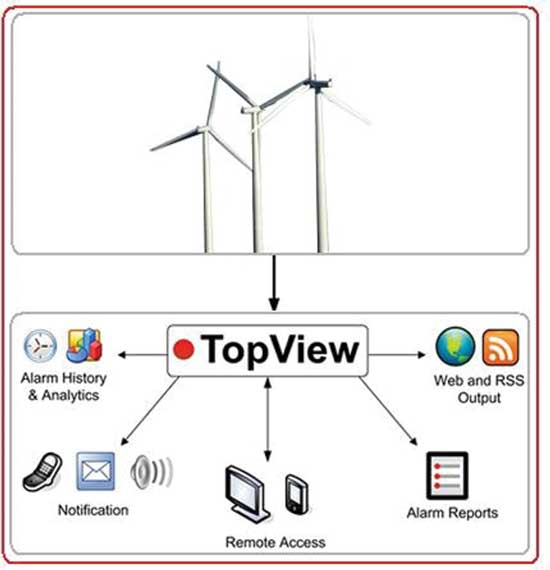 TopView
Alarm History
& Analytics
Web and RSS
Output
Notification
Alarm Reports
Remote Access